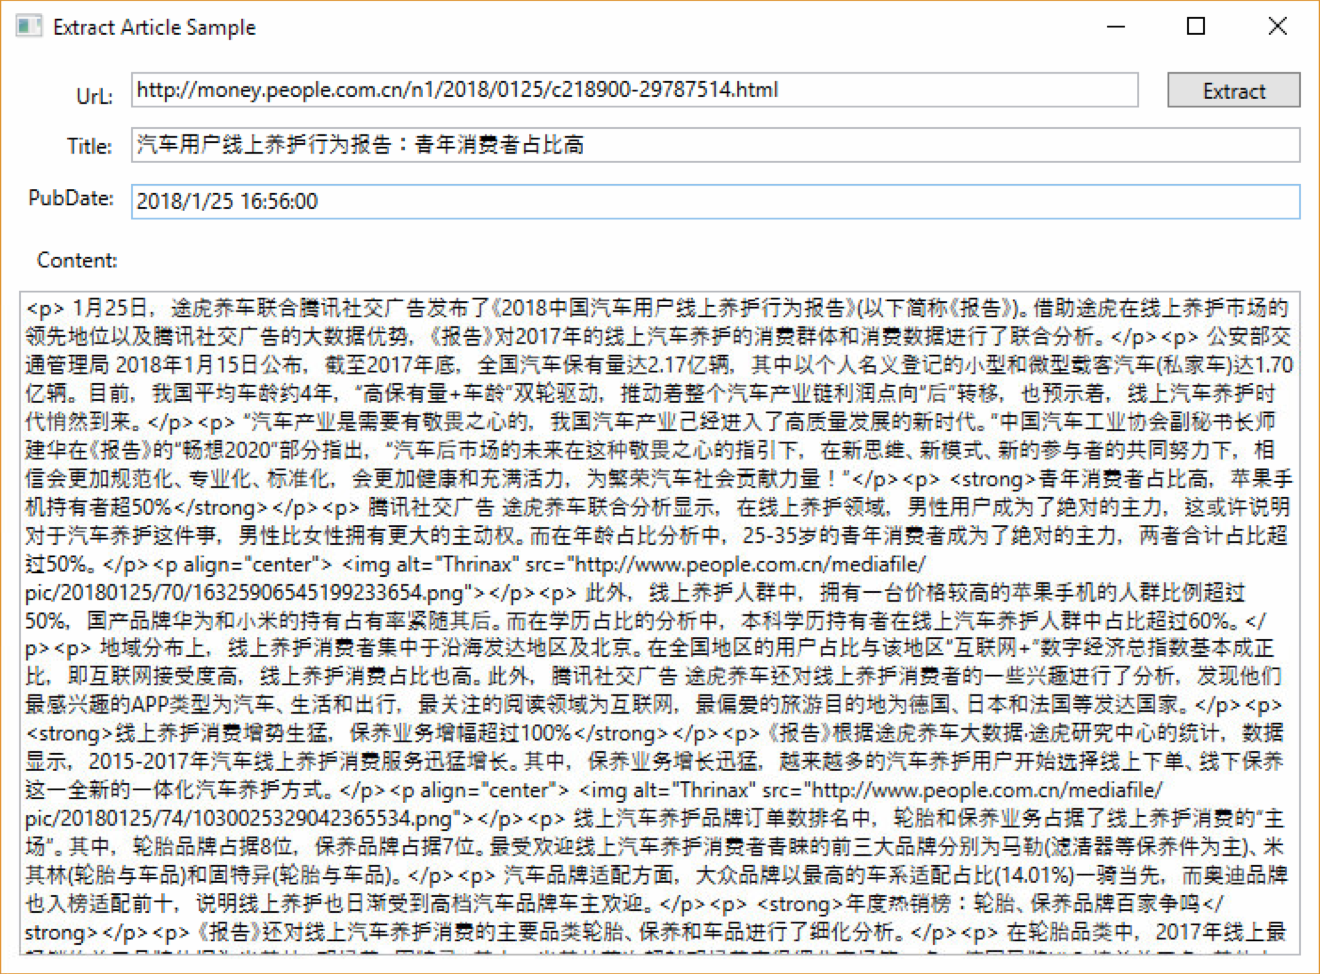 Extract Article Sample
UrL:
http://money.people.com.cn/n1/2018/0125/c218900-29787514.html
Extract
Title:
汽车用户线上养护行为报告：青年消费者占比高
PubDate:
2018/1/25 16:56:00
Content:
<p> 1月25日，途虎养车联合腾讯社交广告发布了《2018中国汽车用户线上养护行为报告》(以下简称《报告》)。借助途虎在线上养护市场的
领先地位以及腾讯社交广告的大数据优势，《报告》对2017年的线上汽车养护的消费群体和消费数据进行了联合分析。</p><p> 公安部交
通管理局 2018年1月15日公布，截至2017年底，全国汽车保有量达2.17亿辆，其中以个人名义登记的小型和微型载客汽车(私家车)达1.70
亿辆。目前，我国平均车龄约4年，“高保有量+车龄”双轮驱动，推动着整个汽车产业链利润点向“后”转移，也预示着，线上汽车养护时
代悄然到来。</p><p> “汽车产业是需要有敬畏之心的，我国汽车产业已经进入了高质量发展的新时代。”中国汽车工业协会副秘书长师
建华在《报告》的“畅想2020”部分指出，“汽车后市场的未来在这种敬畏之心的指引下，在新思维、新模式、新的参与者的共同努力下，相
信会更加规范化、专业化、标准化，会更加健康和充满活力，为繁荣汽车社会贡献力量！”</p><p> <strong>青年消费者占比高，苹果手
机持有者超50%</strong></p><p> 腾讯社交广告 途虎养车联合分析显示，在线上养护领域，男性用户成为了绝对的主力，这或许说明
对于汽车养护这件事，男性比女性拥有更大的主动权。而在年龄占比分析中，25-35岁的青年消费者成为了绝对的主力，两者合计占比超
过50%。</p><p align="center"> <img alt="Thrinax" src="http://www.people.com.cn/mediafile/
pic/20180125/70/16325906545199233654.png"></p><p> 此外，线上养护人群中，拥有一台价格较高的苹果手机的人群比例超过
50%，国产品牌华为和小米的持有占有率紧随其后。而在学历占比的分析中，本科学历持有者在线上汽车养护人群中占比超过60%。</
p><p> 地域分布上，线上养护消费者集中于沿海发达地区及北京。在全国地区的用户占比与该地区“互联网+”数字经济总指数基本成正
比，即互联网接受度高，线上养护消费占比也高。此外，腾讯社交广告 途虎养车还对线上养护消费者的一些兴趣进行了分析，发现他们
最感兴趣的APP类型为汽车、生活和出行，最关注的阅读领域为互联网，最偏爱的旅游目的地为德国、日本和法国等发达国家。</p><p>
<strong>线上养护消费增势生猛，保养业务增幅超过100%</strong></p><p>《报告》根据途虎养车大数据·途虎研究中心的统计，数据
显示，2015-2017年汽车线上养护消费服务迅猛增长。其中，保养业务增长迅猛，越来越多的汽车养护用户开始选择线上下单、线下保养
这一全新的一体化汽车养护方式。</p><p align="center"> <img alt="Thrinax" src="http://www.people.com.cn/mediafile/
pic/20180125/74/1030025329042365534.png"></p><p> 线上汽车养护品牌订单数排名中，轮胎和保养业务占据了线上养护消费的“主
场”。其中，轮胎品牌占据8位，保养品牌占据7位。最受欢迎线上汽车养护消费者青睐的前三大品牌分别为马勒(滤清器等保养件为主)、米
其林(轮胎与车品)和固特异(轮胎与车品)。</p><p> 汽车品牌适配方面，大众品牌以最高的车系适配占比(14.01%)一骑当先，而奥迪品牌
也入榜适配前十，说明线上养护也日渐受到高档汽车品牌车主欢迎。</p><p> <strong>年度热销榜：轮胎、保养品牌百家争鸣</
strong></p><p>《报告》还对线上汽车养护消费的主要品类轮胎、保养和车品进行了细化分析。</p><p> 在轮胎品类中，2017年线上最